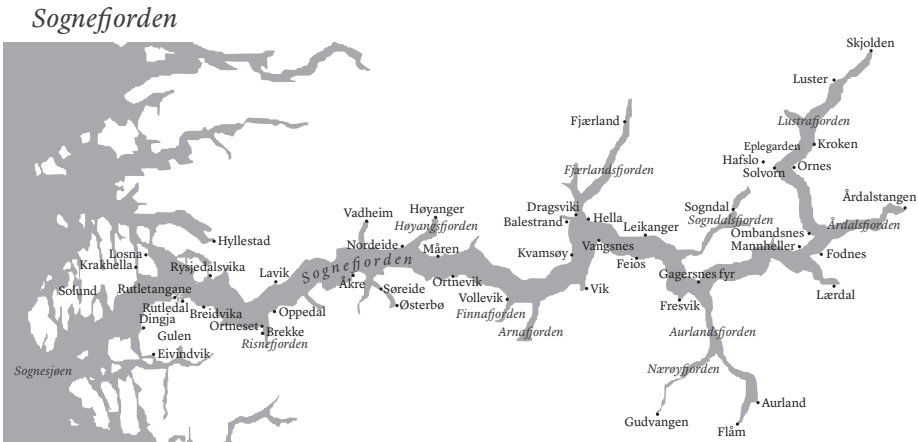 Sognefjorden
Skjolden
Luster
Lustrafjorden
Fjærland
Kroken
Eplegarden
Hafslo
Ornes
Solvorn
Fjærlandsfjorden
Årdalstangen
Dragsviki
Hella
Sogndal
Sogndalsfjorden
Årdalsfjorden
Balestrand
Leikanger
Ombandsnes
Mannheller
Fodnes
Vadheim
Høyanger
Høyangsfjorden
Hyllestad
Nordeide
Måren
Kvamsøy
Vangsnes
Feios
Losna
Krakhella
Rysjedalsvika
Lavik
Sognefjorden
Gagersnes fyr
Solund
Rutletangane
Åkre
Søreide
Ortnevik
Vik
Lærdal
Rutledal
Breidvika
Oppedal
Østerbø
Vollevik
Finnafjorden
Fresvik
Dingja
Ortneset
Brekke
Risnefjorden
Arnafjorden
Aurlandsfjorden
Gulen
Eivindvik
Sognesjøen
Nærøyfjorden
Aurland
Gudvangen
Flåm